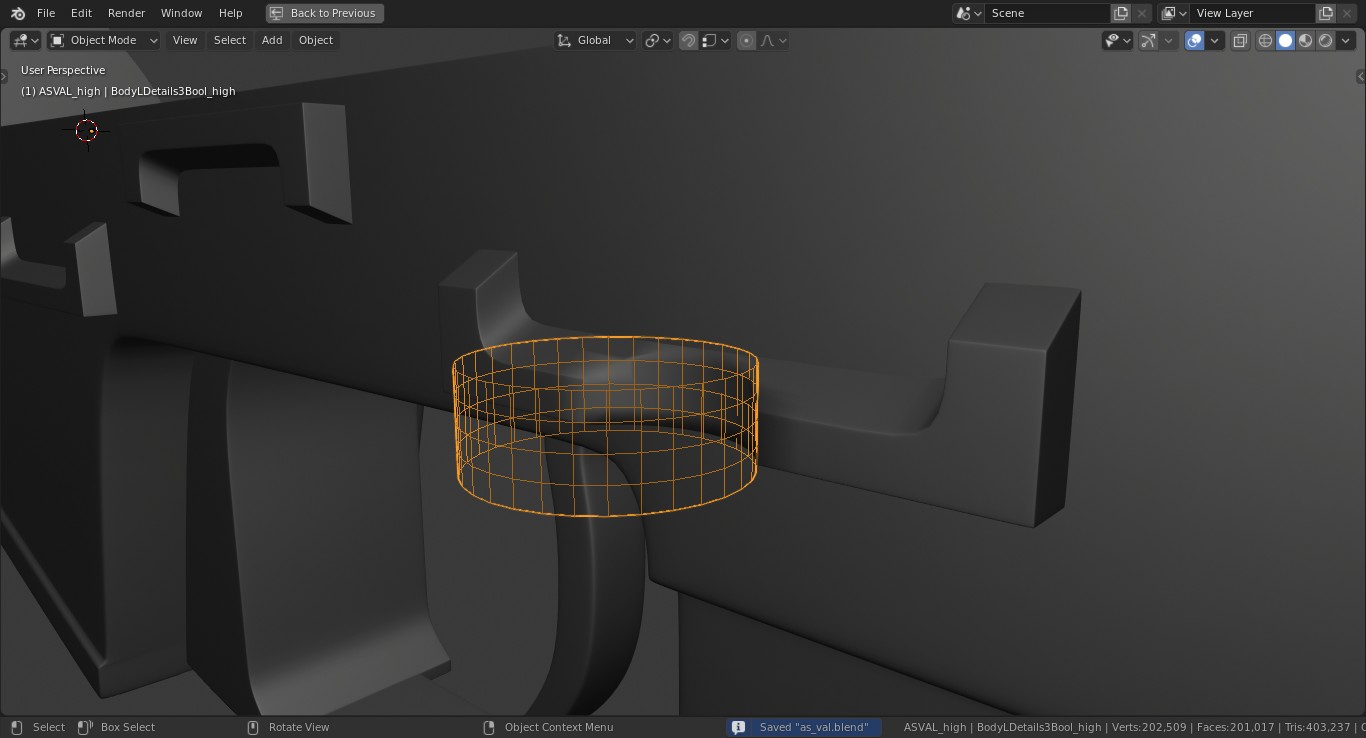 File Edit Render Window Help Back to Previous Scene View Layer
Object Mode View Select Add Object Global
User Perspective
(1) ASVAL_high | BodyLDetails3Bool_high
Select Box Select Rotate View Object Context Menu Saved "as_val.blend" ASVAL_high | BodyLDetails3Bool_high | Verts:202,509 | Faces:201,017 | Tris:403,237 |